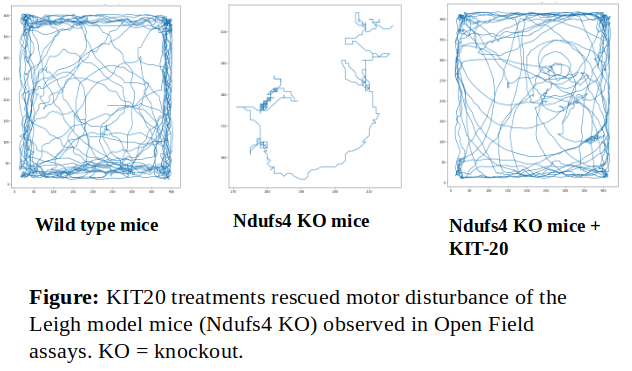 Wild type mice
Ndufs4 KO mice
Ndufs4 KO mice +
KIT-20
Figure: KIT20 treatments rescued motor disturbance of the
Leigh model mice (Ndufs4 KO) observed in Open Field
assays. KO = knockout.